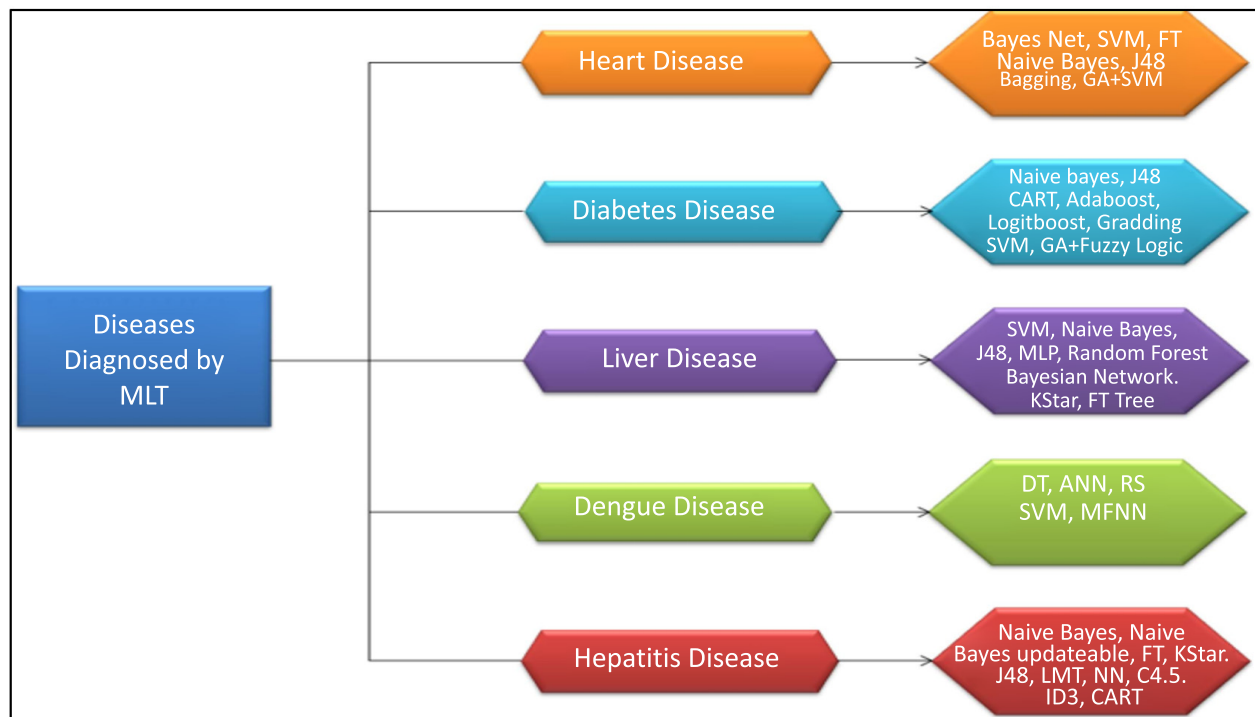 Diseases
Diagnosed by
MLT
Heart Disease
Bayes Net, SVM, FT
Naive Bayes, J48
Bagging, GA+SVM
Diabetes Disease
Naive bayes, J48
CART, Adaboost,
Logitboost, Gradding
SVM, GA+Fuzzy Logic
Liver Disease
SVM, Naive Bayes,
J48, MLP, Random Forest
Bayesian Network.
KStar, FT Tree
Dengue Disease
DT, ANN, RS
SVM, MFNN
Hepatitis Disease
Naive Bayes, Naive
Bayes updateable, FT, KStar.
J48, LMT, NN, C4.5.
ID3, CART